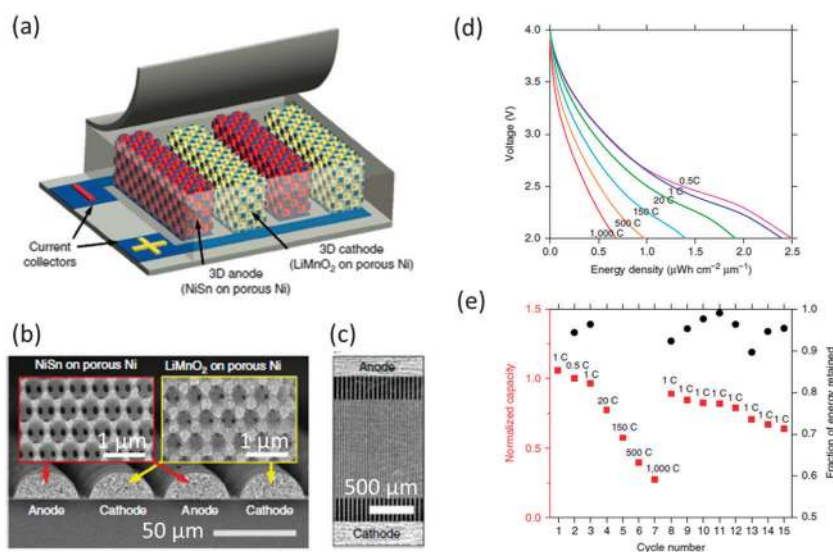 (a)
Current
collectors
3D anode
(NiSn on porous Ni)
3D cathode
(LiMnO2 on porous Ni)
(b)
NiSn on porous Ni
LiMnO2 on porous Ni
1 μm
1 μm
Anode
Cathode
Anode
Cathode
50 μm
(c)
Anode
500 μm
Cathode
(d)
4.0
3.5
3.0
2.5
2.0
Voltage (V)
0.5C
1 C
20 C
150 C
500 C
1,000 C
0.0
0.5
1.0
1.5
2.0
2.5
Energy density (μWh cm−2 μm−1)
(e)
1.5
1.0
0.5
0.0
Normalized capacity
1 C
0.5 C
1 C
20 C
150 C
500 C
1,000 C
1 C
1 C
1 C
1 C
1 C
1 C
1 C
1 C
1.0
0.9
0.8
0.7
0.6
0.5
Fraction of energy retained
1 2 3 4 5 6 7 8 9 10 11 12 13 14 15
Cycle number